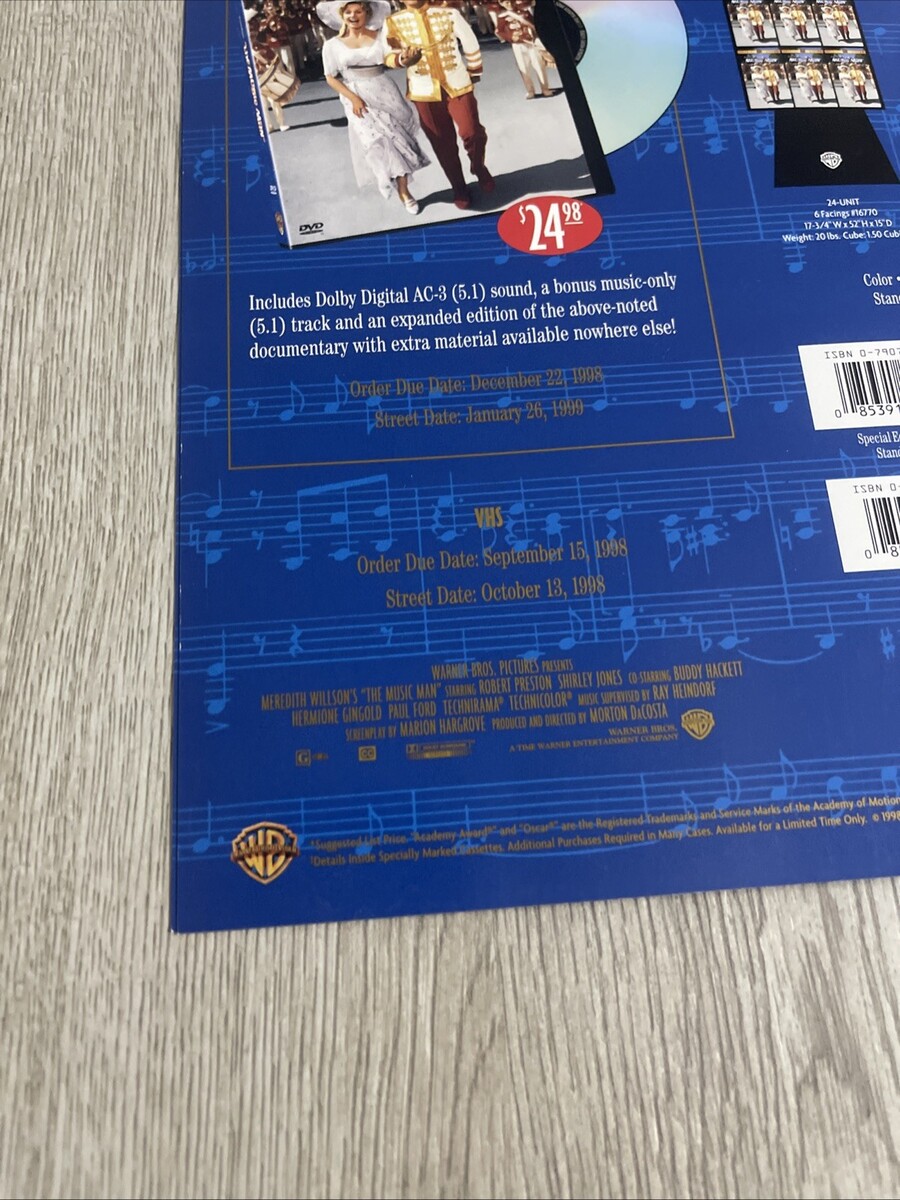 DVD
$24.98*
24-UNIT
6 Facings #16770
17-3/4" W x 52" H x 15" D
Weight: 20 lbs. Cube: 1.50 Cubi
Includes Dolby Digital AC-3 (5.1) sound, a bonus music-only
(5.1) track and an expanded edition of the above-noted
documentary with extra material available nowhere else!
Color •
Stan
Order Due Date: December 22, 1998
Street Date: January 26, 1999
ISBN 0-790
0 85391
Special E
Stan
ISBN 0-
0 8
VHS
Order Due Date: September 15, 1998
Street Date: October 13, 1998
WARNER BROS. PICTURES PRESENTS
MEREDITH WILLSON'S "THE MUSIC MAN" STARRING ROBERT PRESTON SHIRLEY JONES CO-STARRING BUDDY HACKETT
HERMIONE GINGOLD PAUL FORD TECHNIRAMA® TECHNICOLOR® MUSIC SUPERVISED BY RAY HEINDORF
SCREENPLAY BY MARION HARGROVE PRODUCED AND DIRECTED BY MORTON DaCOSTA
WARNER BROS.
A TIME WARNER ENTERTAINMENT COMPANY
G
*Suggested List Price. "Academy Award®" and "Oscar®" are the Registered Trademarks and Service Marks of the Academy of Motion
†Details Inside Specially Marked Cassettes. Additional Purchases Required in Many Cases. Available for a Limited Time Only. © 1998